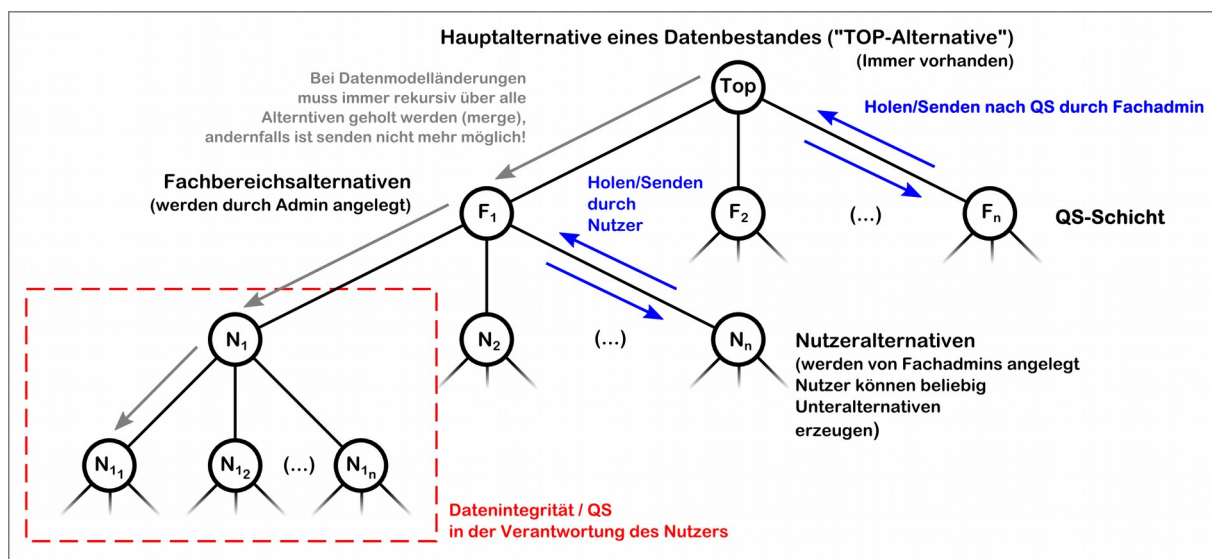 Hauptalternative eines Datenbestandes ("TOP-Alternative")
(Immer vorhanden)
Bei Datenmodelländerungen
muss immer rekursiv über alle
Alterntiven geholt werden (merge),
andernfalls ist senden nicht mehr möglich!
Top
Holen/Senden nach QS durch Fachadmin
Fachbereichsalternativen
(werden durch Admin angelegt)
Holen/Senden
durch
Nutzer
F₁
F₂
(...)
Fₙ
QS-Schicht
N₁
N₂
(...)
Nₙ
Nutzeralternativen
(werden von Fachadmins angelegt
Nutzer können beliebig
Unteralternativen
erzeugen)
N₁₁
N₁₂
(...)
N₁ₙ
Datenintegrität / QS
in der Verantwortung des Nutzers